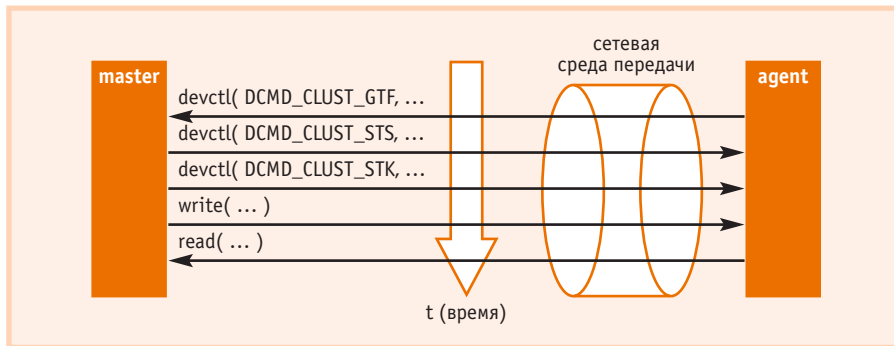 сетевая
среда передачи
master
agent
devctl( DCMD_CLUST_GTF, ...
devctl( DCMD_CLUST_STS, ...
devctl( DCMD_CLUST_STK, ...
write( ... )
read( ... )
t (время)